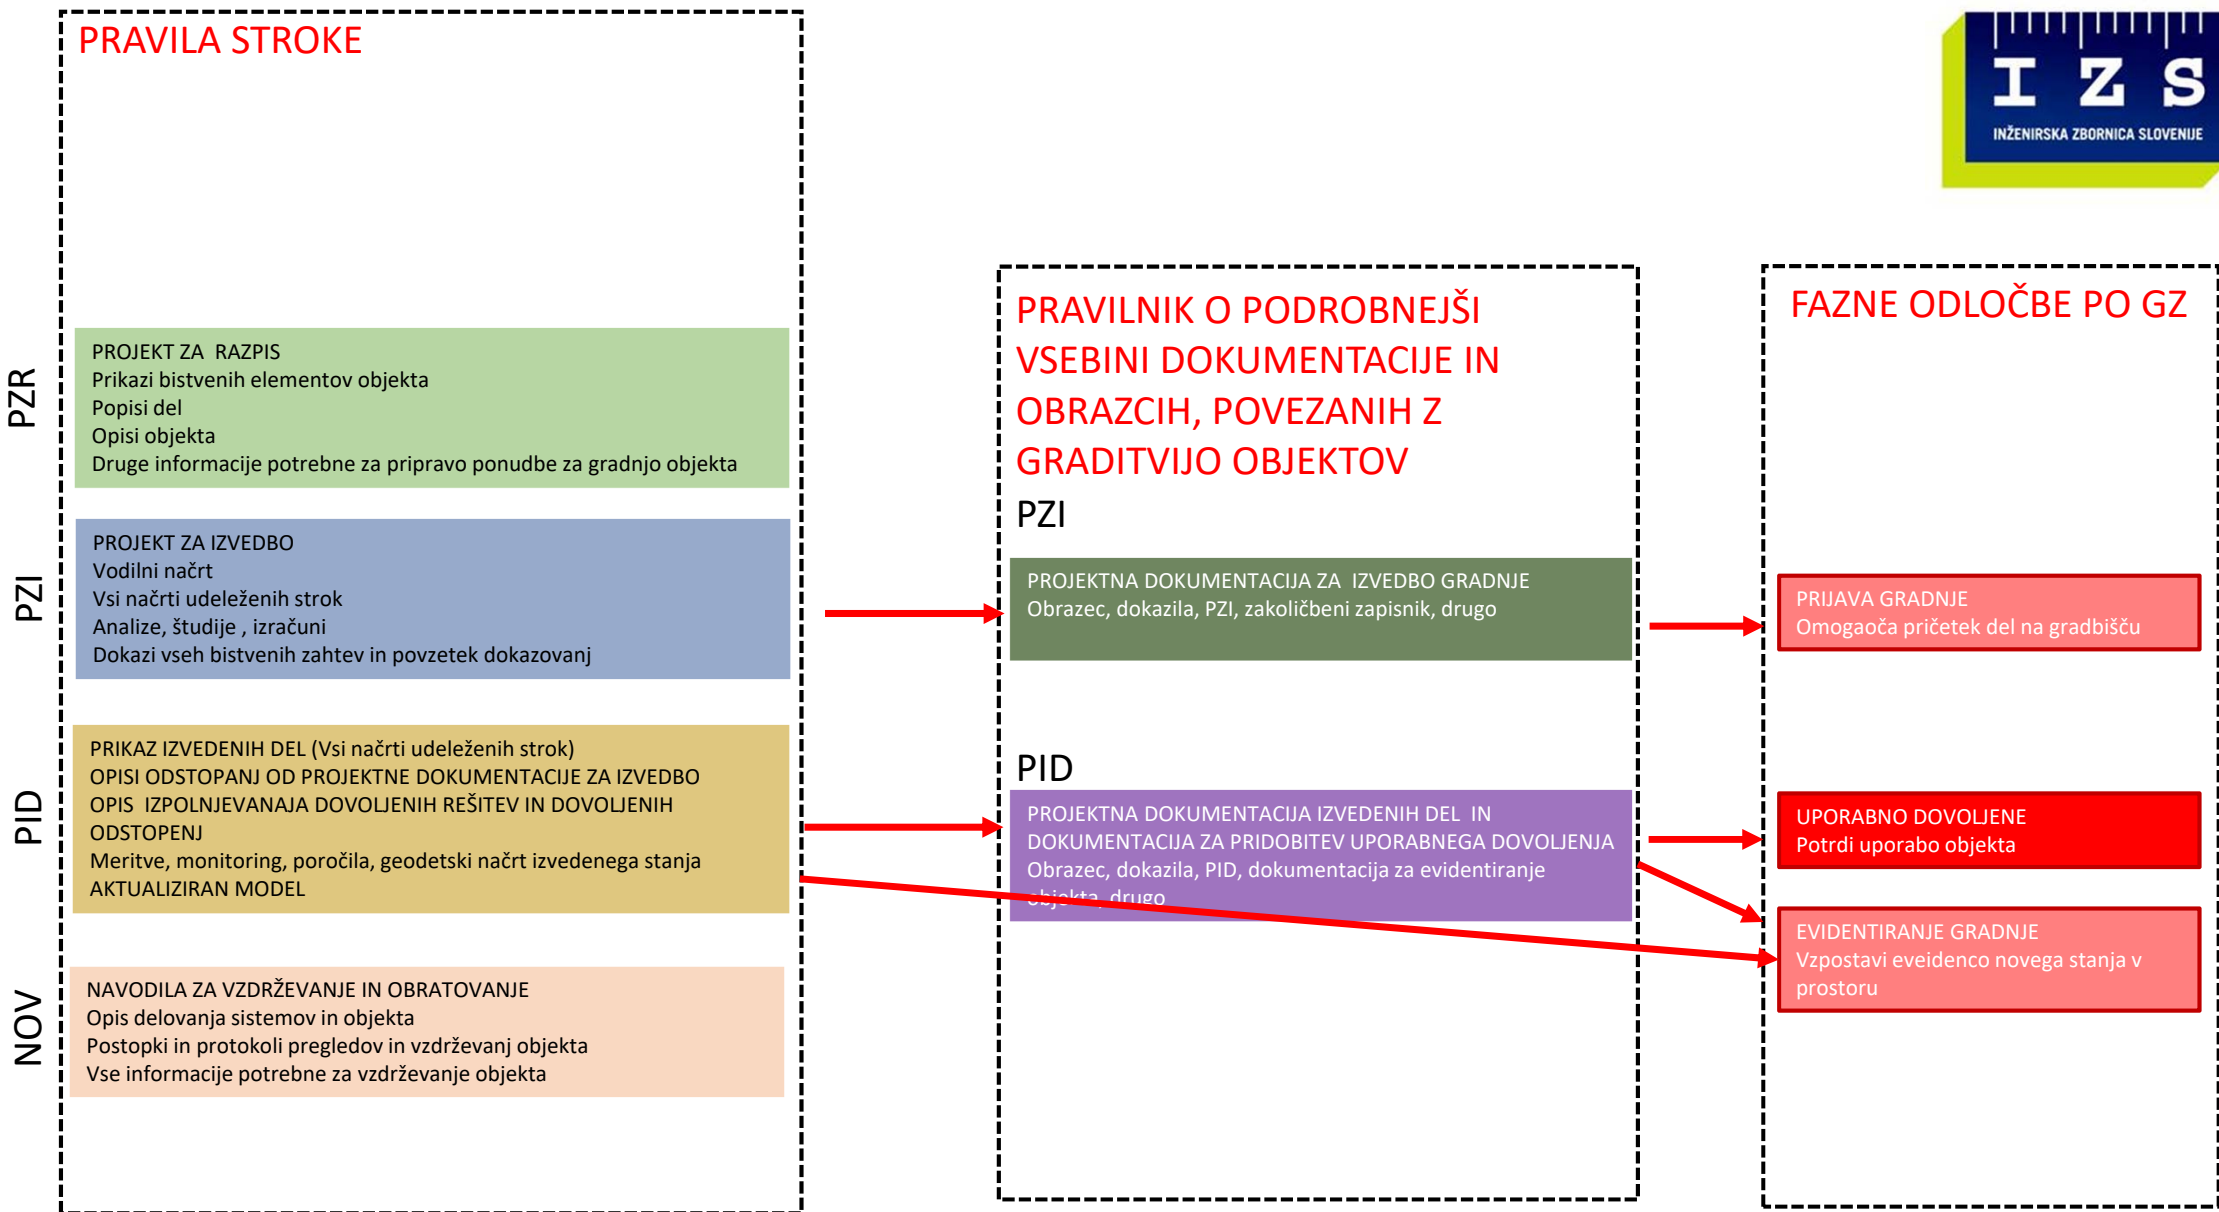 PRAVILA STROKE
I Z S
INŽENIRSKA ZBORNICA SLOVENIJE
PZR
PROJEKT ZA  RAZPIS
Prikazi bistvenih elementov objekta
Popisi del
Opisi objekta
Druge informacije potrebne za pripravo ponudbe za gradnjo objekta
PZI
PROJEKT ZA IZVEDBO
Vodilni načrt
Vsi načrti udeleženih strok
Analize, študije , izračuni
Dokazi vseh bistvenih zahtev in povzetek dokazovanj
PID
PRIKAZ IZVEDENIH DEL (Vsi načrti udeleženih strok)
OPISI ODSTOPANJ OD PROJEKTNE DOKUMENTACIJE ZA IZVEDBO
OPIS  IZPOLNJEVANAJA DOVOLJENIH REŠITEV IN DOVOLJENIH
ODSTOPENJ
Meritve, monitoring, poročila, geodetski načrt izvedenega stanja
AKTUALIZIRAN MODEL
NOV
NAVODILA ZA VZDRŽEVANJE IN OBRATOVANJE
Opis delovanja sistemov in objekta
Postopki in protokoli pregledov in vzdrževanj objekta
Vse informacije potrebne za vzdrževanje objekta
PRAVILNIK O PODROBNEJŠI
VSEBINI DOKUMENTACIJE IN
OBRAZCIH, POVEZANIH Z
GRADITVIJO OBJEKTOV
PZI
PROJEKTNA DOKUMENTACIJA ZA  IZVEDBO GRADNJE
Obrazec, dokazila, PZI, zakoličbeni zapisnik, drugo
PID
PROJEKTNA DOKUMENTACIJA IZVEDENIH DEL  IN
DOKUMENTACIJA ZA PRIDOBITEV UPORABNEGA DOVOLJENJA
Obrazec, dokazila, PID, dokumentacija za evidentiranje
objekta, drugo
FAZNE ODLOČBE PO GZ
PRIJAVA GRADNJE
Omogaoča pričetek del na gradbišču
UPORABNO DOVOLJENE
Potrdi uporabo objekta
EVIDENTIRANJE GRADNJE
Vzpostavi eveidenco novega stanja v
prostoru